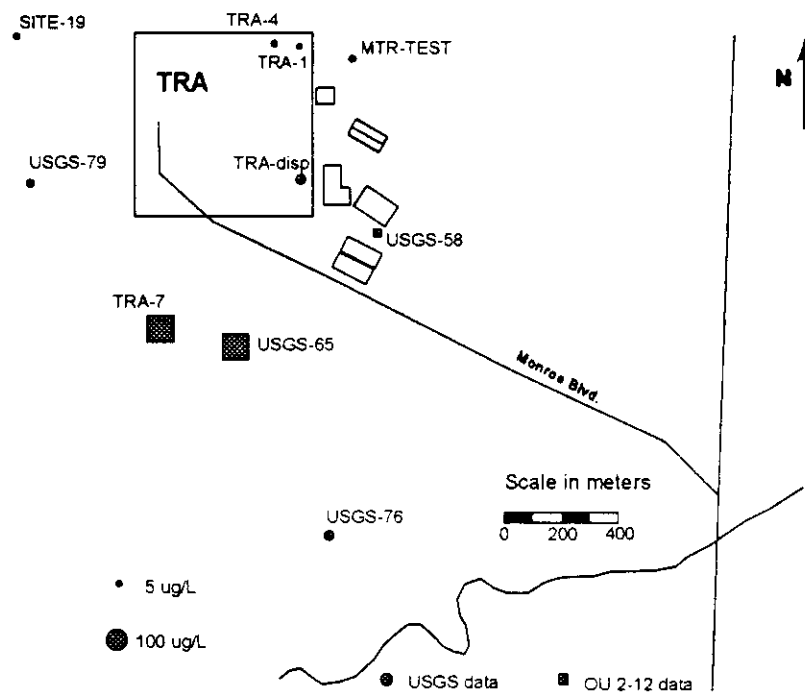 SITE-19
TRA-4
TRA-1
MTR-TEST
N
TRA
USGS-79
TRA-disp
USGS-58
TRA-7
USGS-65
Monroe Blvd.
Scale in meters
0 200 400
USGS-76
5 ug/L
100 ug/L
USGS data
OU 2-12 data